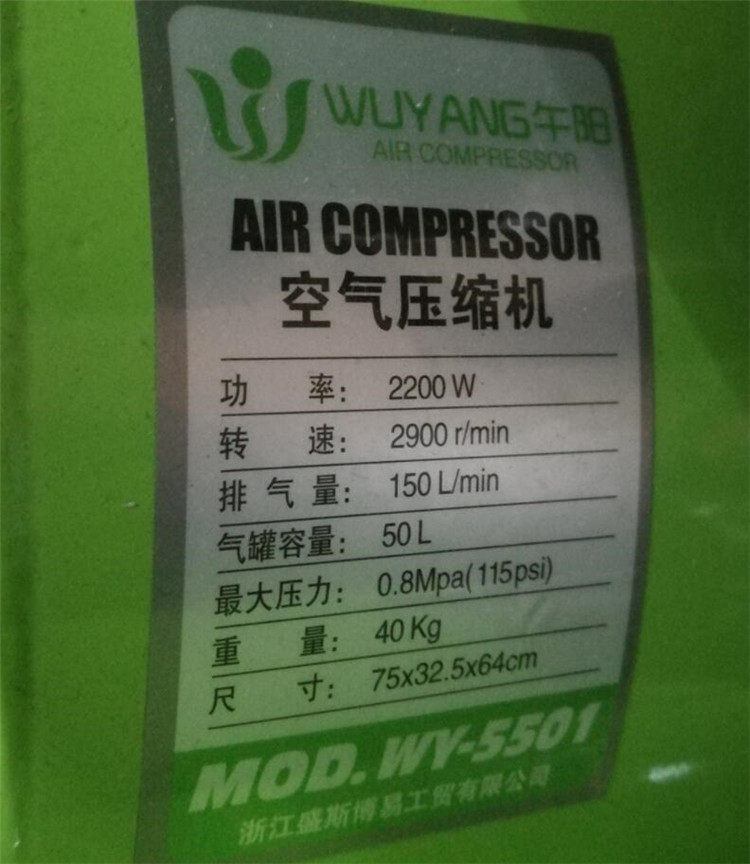 WUYANG午阳
AIR COMPRESSOR
AIR COMPRESSOR
空气压缩机
功 率: 2200 W
转 速: 2900 r/min
排 气 量: 150 L/min
气罐容量: 50 L
最大压力: 0.8Mpa(115psi)
重 量: 40 Kg
尺 寸: 75x32.5x64cm
MOD. WY-5501
浙江盛斯博易工贸有限公司